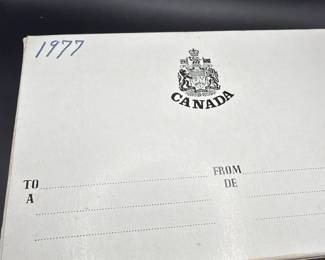 1977
CANADA
TO
FROM
A
DE